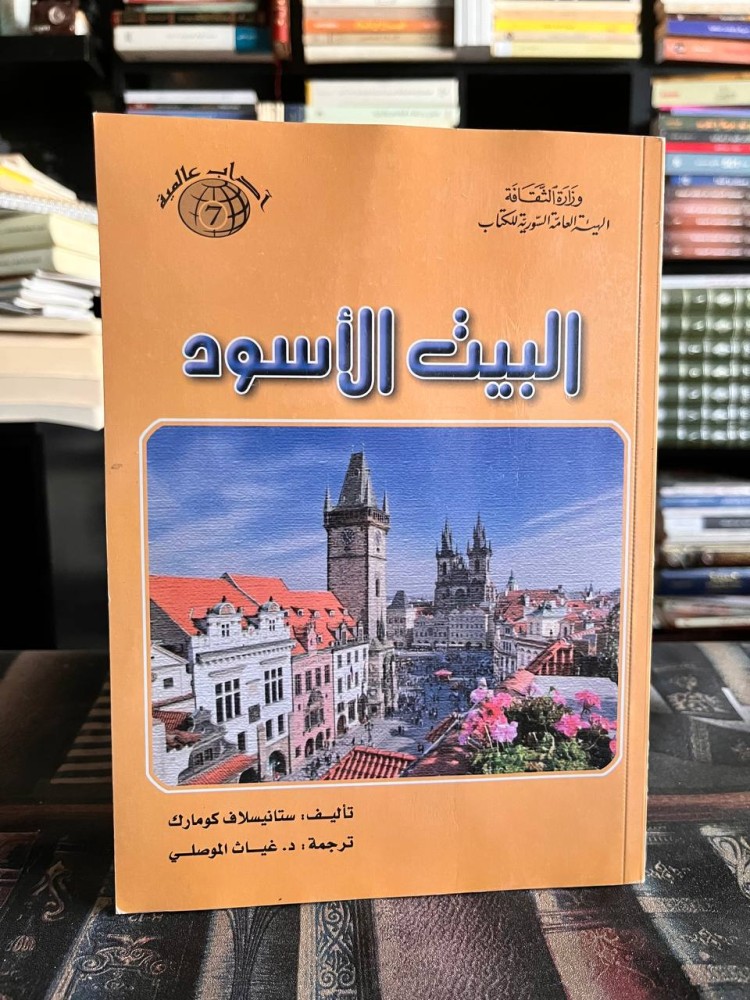 وزارة الثقافة
الهيئة العامة السورية للكتاب
آداب عالمية
7
البيت الأسود
تأليف: ستانيسلاف كومارك
ترجمة: د. غياث الموصلي